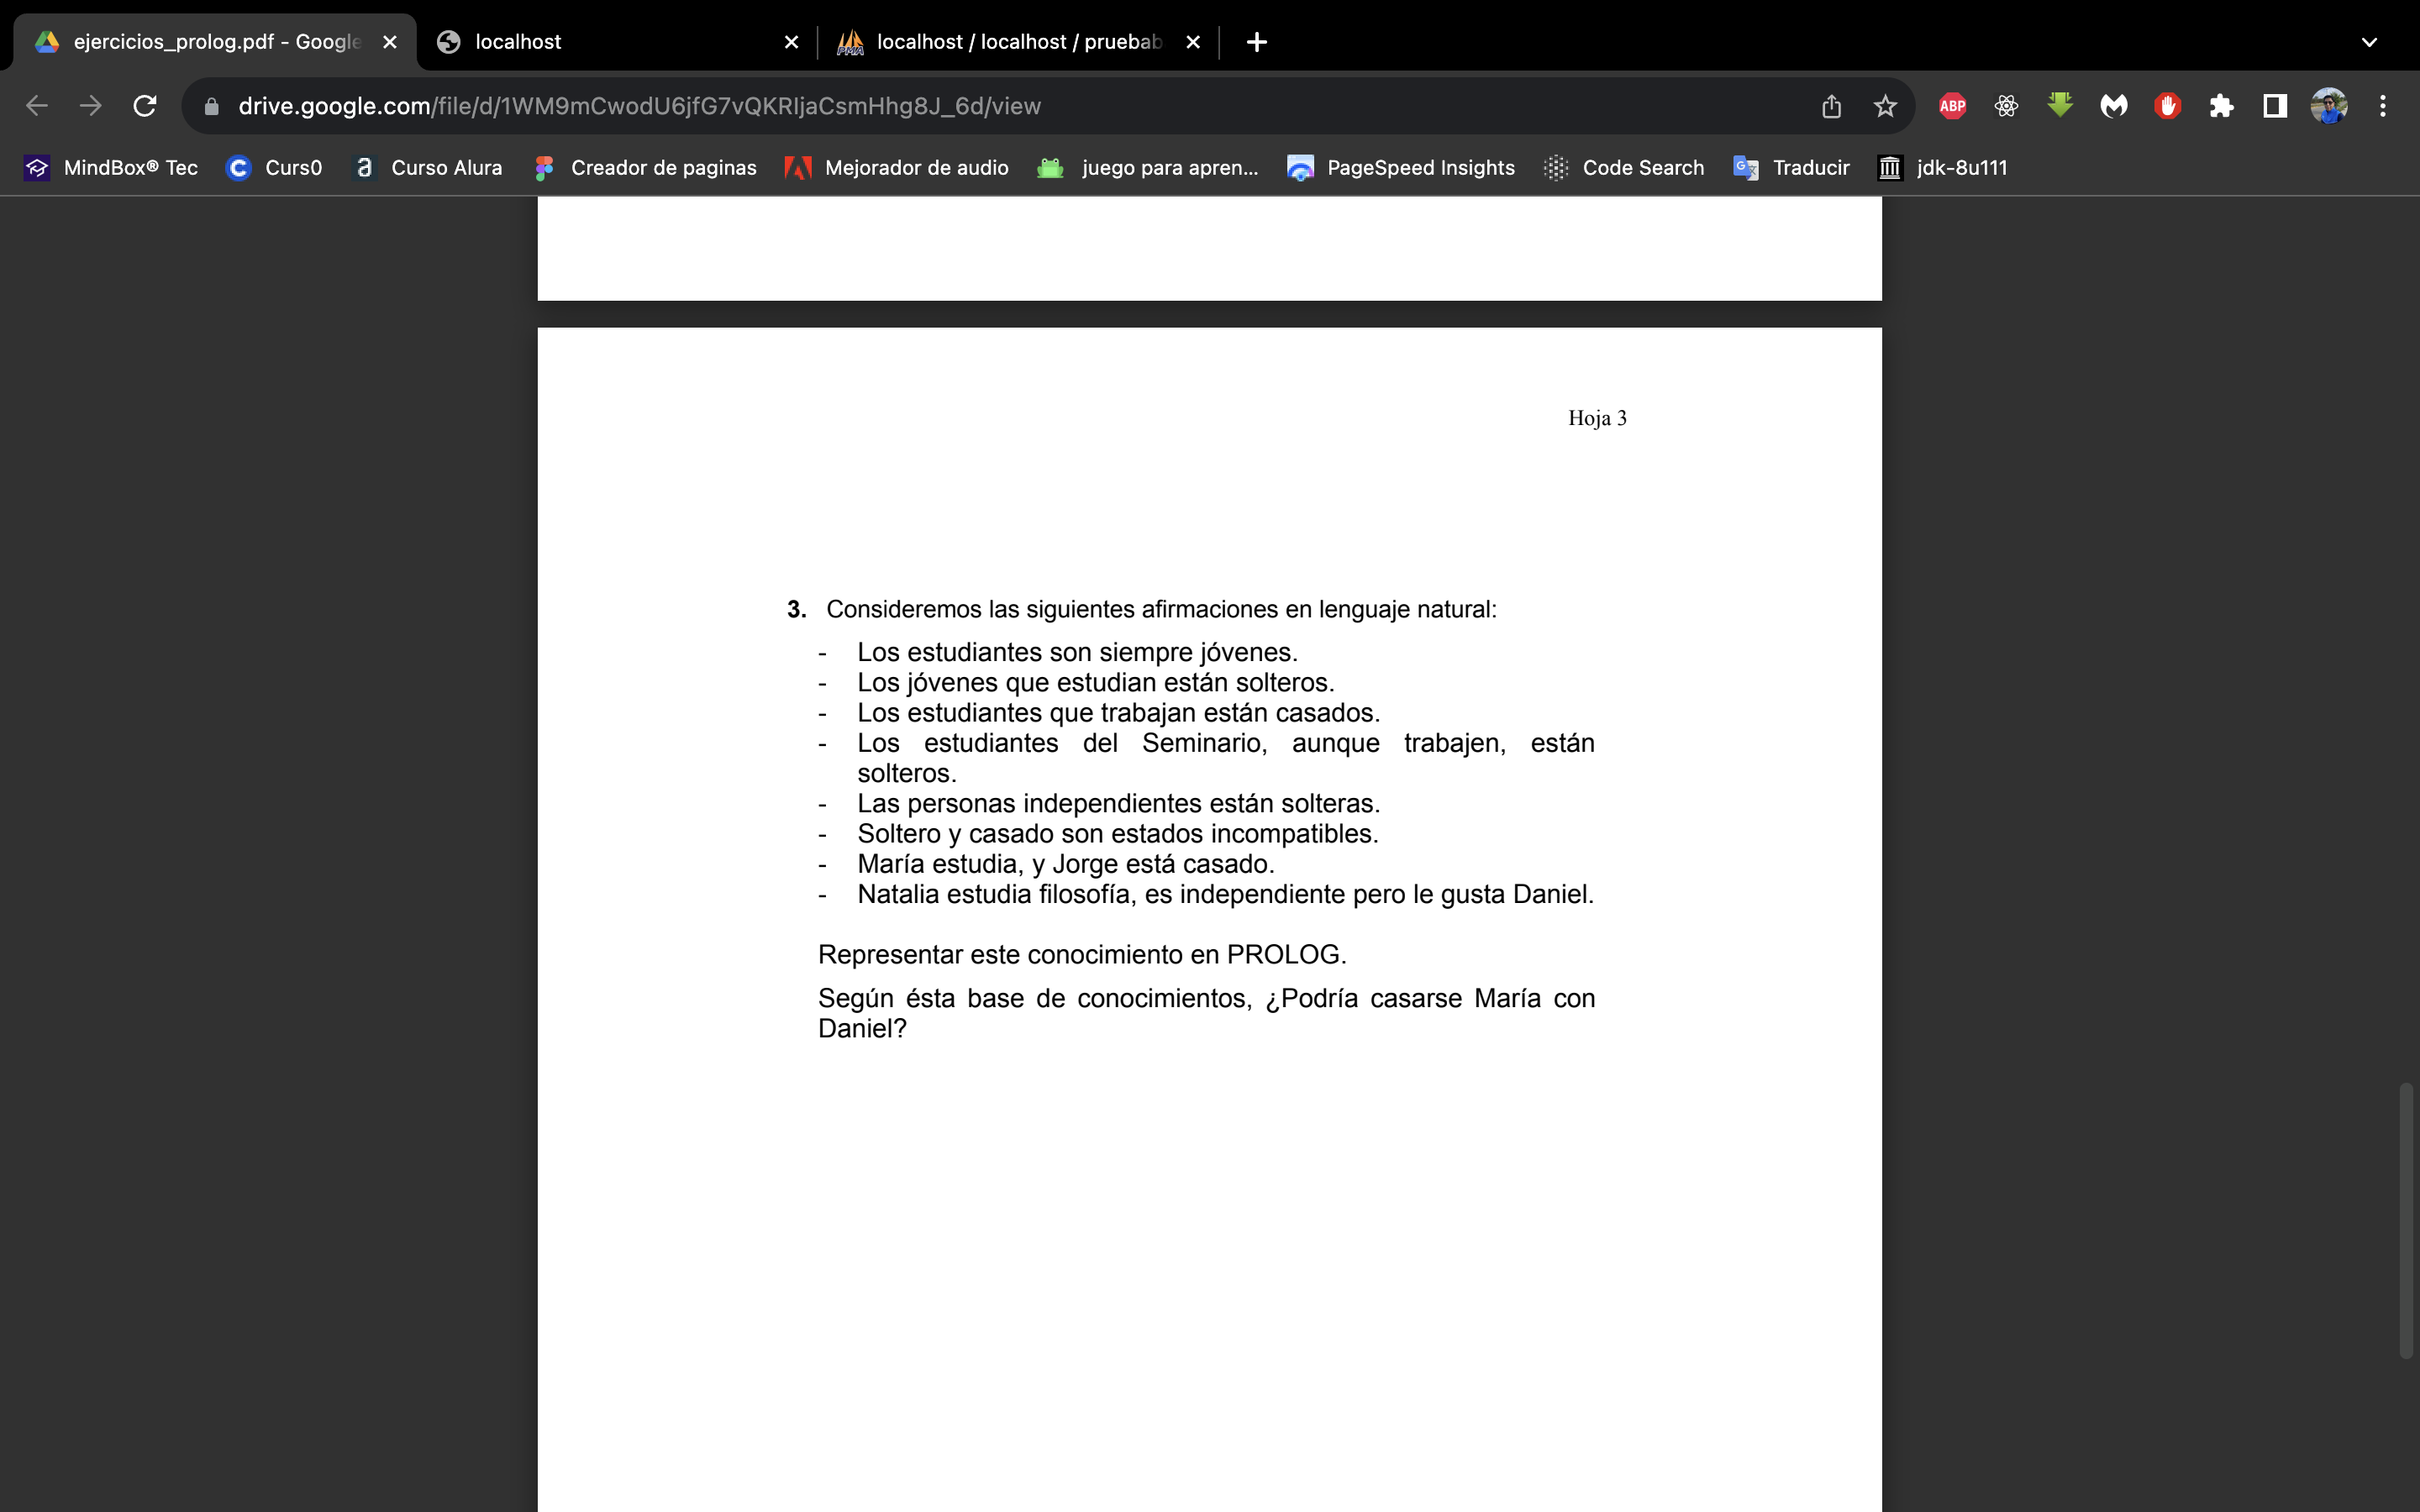 ejercicios_prolog.pdf - Google
localhost
localhost / localhost / pruebab
drive.google.com/file/d/1WM9mCwodU6jfG7vQKRIjaCsmHhg8J_6d/view
ABP
MindBox® Tec
Curs0
Curso Alura
Creador de paginas
Mejorador de audio
juego para apren...
PageSpeed Insights
Code Search
Traducir
jdk-8u111
Hoja 3
3. Consideremos las siguientes afirmaciones en lenguaje natural:
- Los estudiantes son siempre jóvenes.
- Los jóvenes que estudian están solteros.
- Los estudiantes que trabajan están casados.
- Los estudiantes del Seminario, aunque trabajen, están
solteros.
- Las personas independientes están solteras.
- Soltero y casado son estados incompatibles.
- María estudia, y Jorge está casado.
- Natalia estudia filosofía, es independiente pero le gusta Daniel.
Representar este conocimiento en PROLOG.
Según ésta base de conocimientos, ¿Podría casarse María con
Daniel?